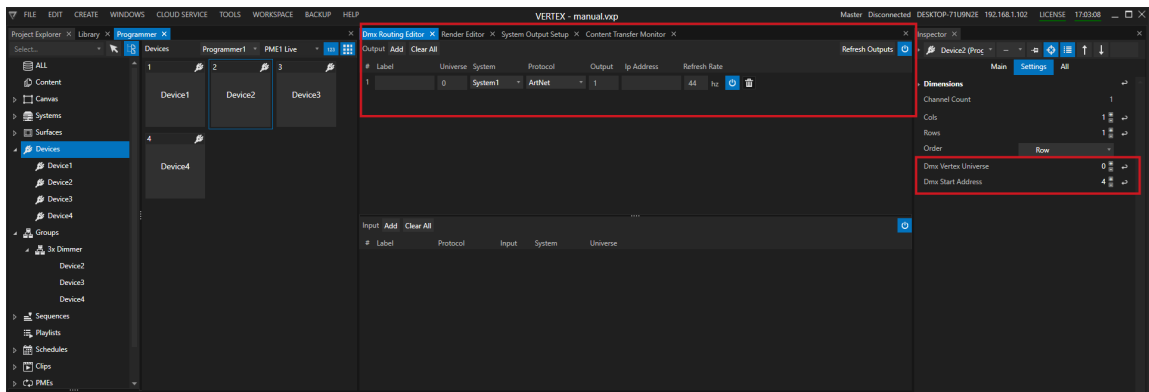 FILE EDIT CREATE WINDOWS CLOUD SERVICE TOOLS WORKSPACE BACKUP HELP VERTEX - manual.vxp Master Disconnected DESKTOP-71U9N2E 192.168.1.102 LICENSE 17:03:08
Project Explorer × Library × Programmer × × Dmx Routing Editor × Render Editor × System Output Setup × Content Transfer Monitor × × Inspector × ×
Select... Devices Programmer1 PME1 Live 123 Output Add Clear All Refresh Outputs Device2 (Prog
ALL 1 2 3 # Label Universe System Protocol Output Ip Address Refresh Rate Main Settings All
Content 1 0 System1 ArtNet 1 44 hz Dimensions
Canvas Device1 Device2 Device3 Channel Count 1
Systems Cols 1
Surfaces 4 Rows 1
Devices Order Row
Device1 Device4 Dmx Vertex Universe 0
Device2 Dmx Start Address 4
Device3
Device4
Groups Input Add Clear All
3x Dimmer # Label Protocol Input System Universe
Device2
Device3
Device4
Sequences
Playlists
Schedules
Clips
PMEs